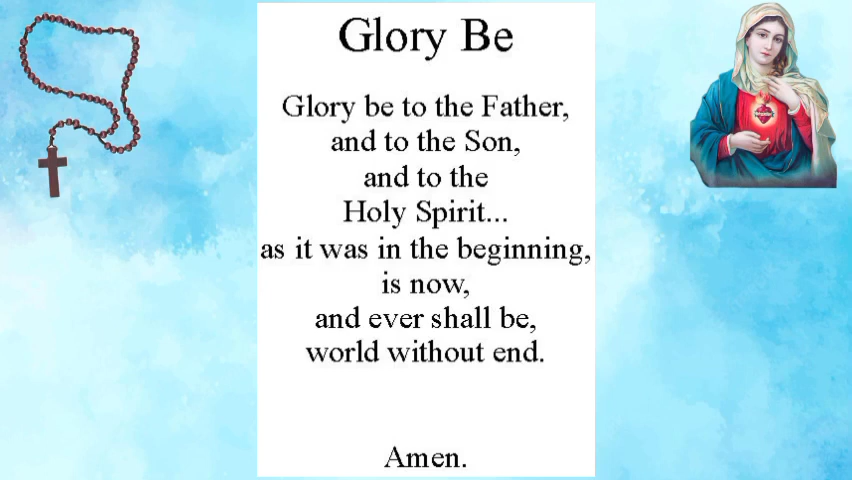 Glory Be
Glory be to the Father,
and to the Son,
and to the
Holy Spirit...
as it was in the beginning,
is now,
and ever shall be,
world without end.
Amen.